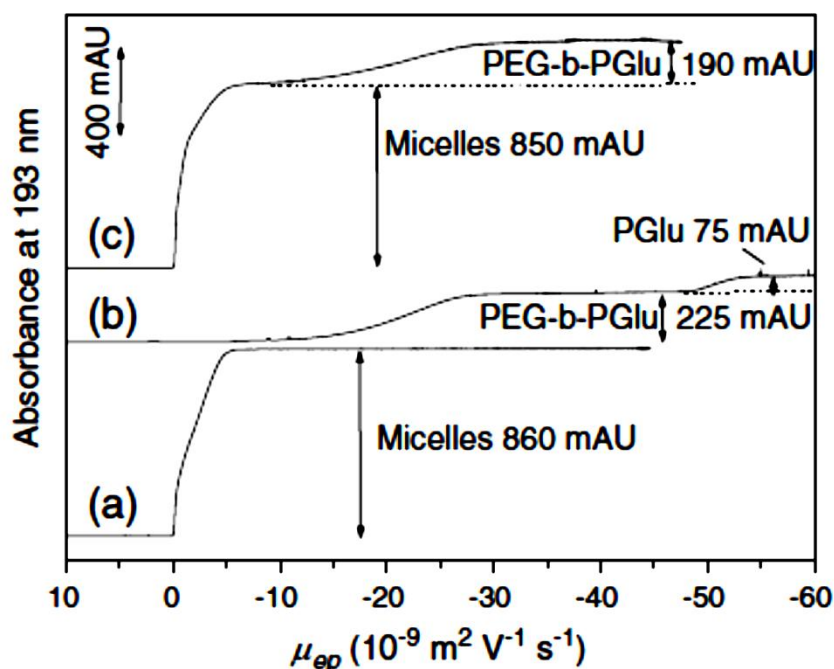 Absorbance at 193 nm
400 mAU
PEG-b-PGlu 190 mAU
Micelles 850 mAU
(c)
PGlu 75 mAU
(b)
PEG-b-PGlu 225 mAU
Micelles 860 mAU
(a)
10 0 -10 -20 -30 -40 -50 -60
μep (10⁻⁹ m² V⁻¹ s⁻¹)